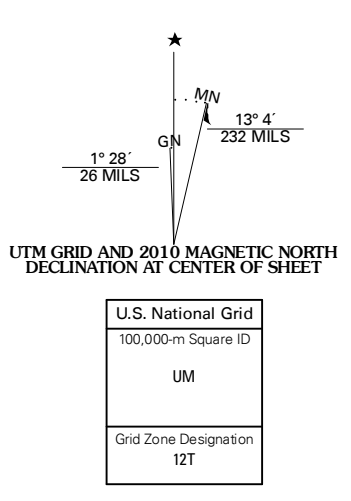 MN
GN
13° 4´
232 MILS
1° 28´
26 MILS
UTM GRID AND 2010 MAGNETIC NORTH
DECLINATION AT CENTER OF SHEET
U.S. National Grid
100,000-m Square ID
UM
Grid Zone Designation
12T